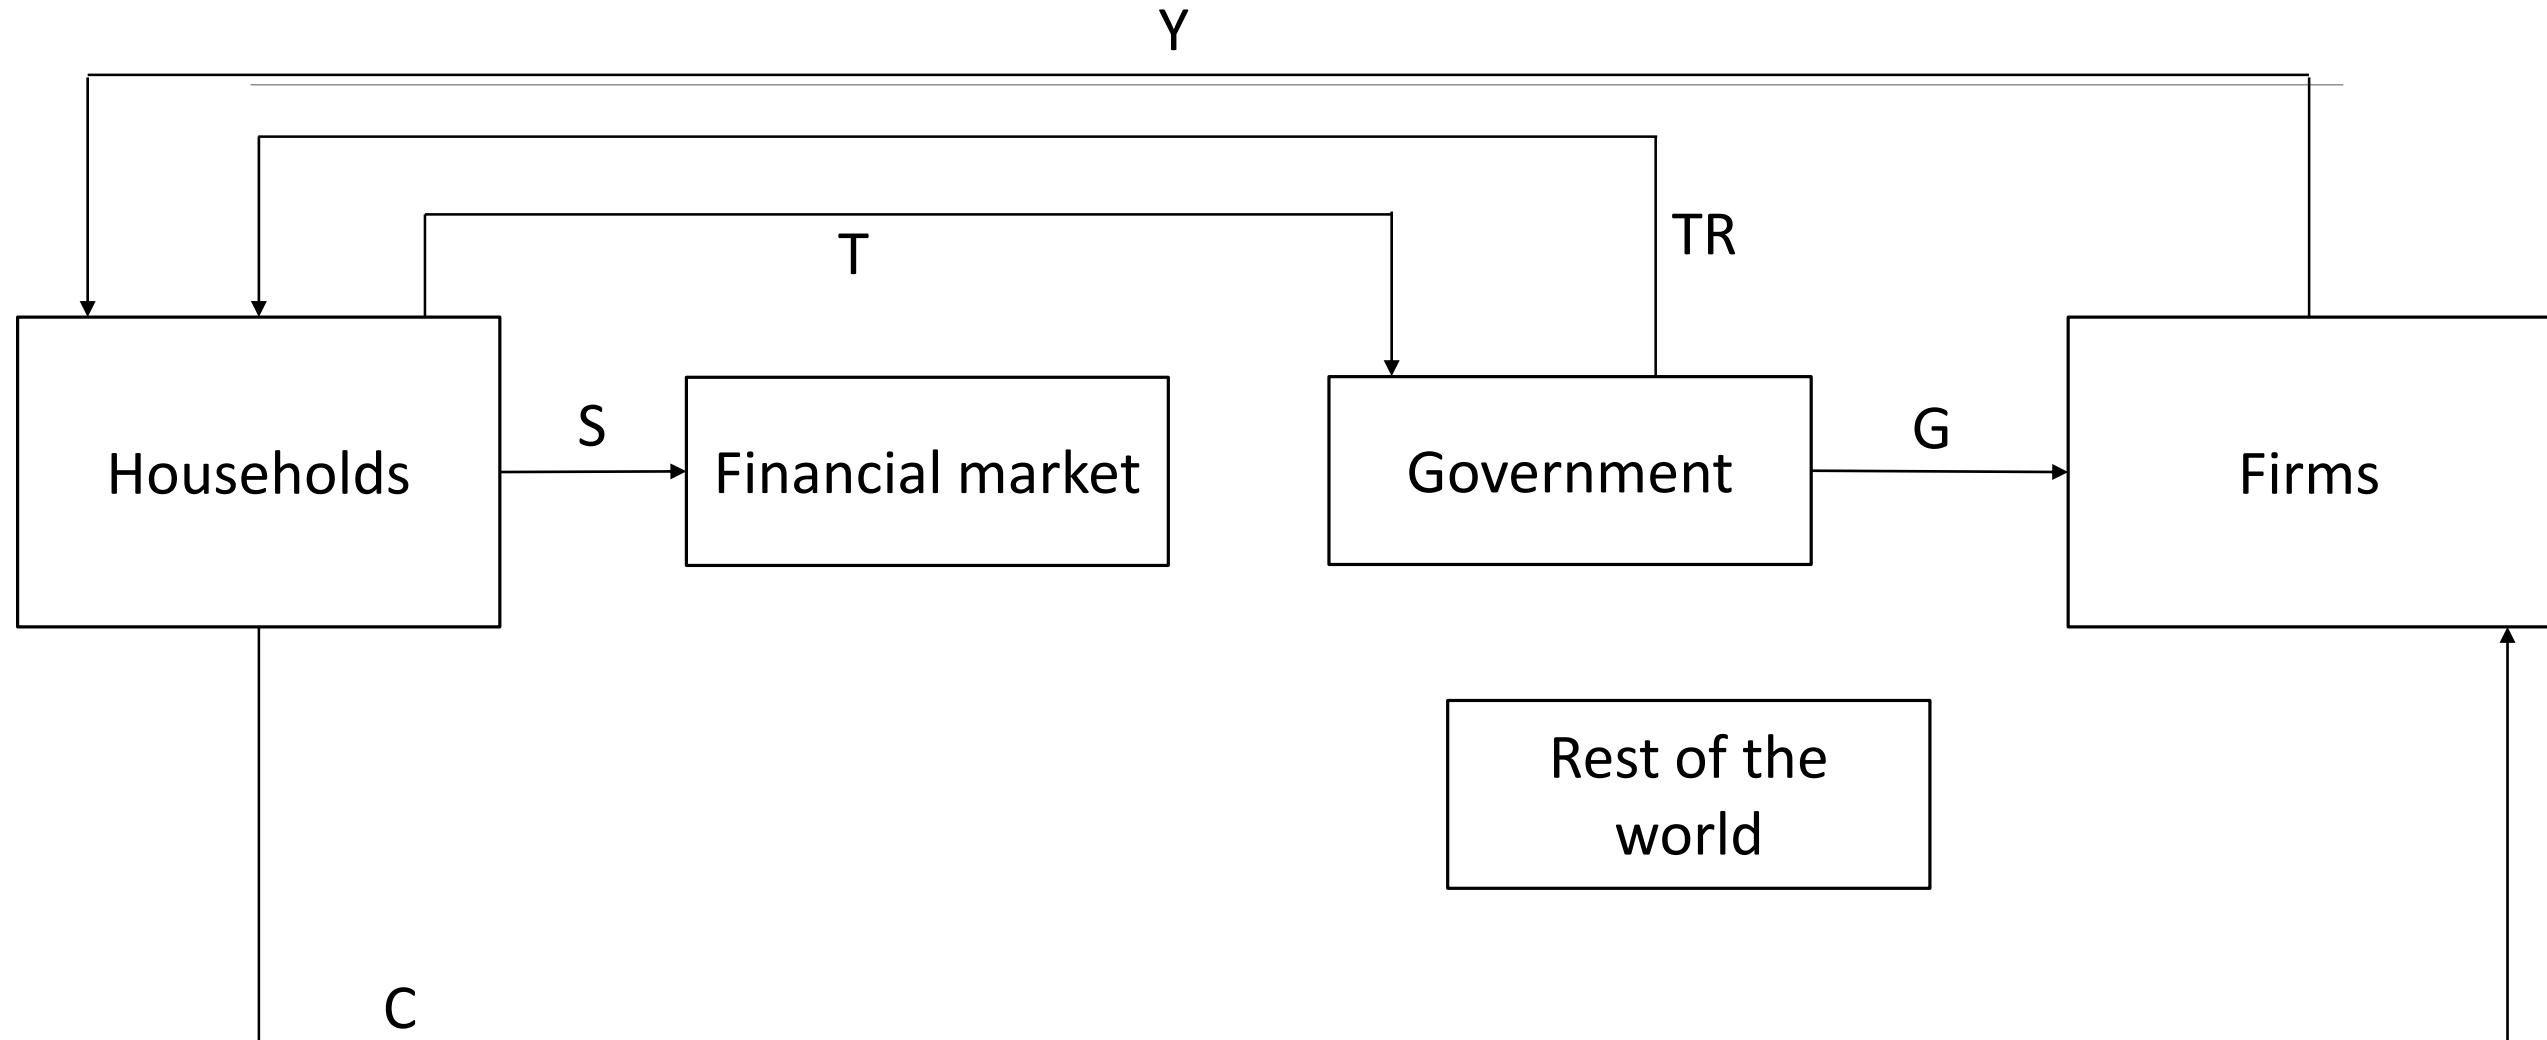 Y
TR
T
S
G
Households
Financial market
Government
Firms
Rest of the
world
C